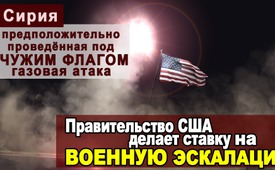 Сирия
предположительно
проведённая под
ЧУЖИМ ФЛАГОМ
газовая атака
Правительство США
делает ставку на
ВОЕННУЮ ЭСКАЛАЦИ